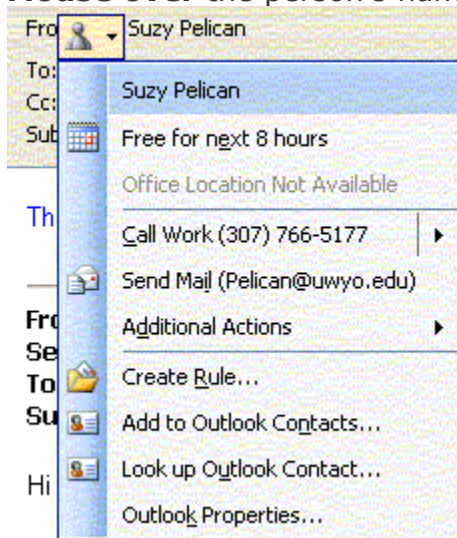 the person's name
Fro Suzy Pelican
To:
Cc: Suzy Pelican
Sub Free for next 8 hours
Office Location Not Available
Th
Call Work (307) 766-5177
Send Mail (Pelican@uwyo.edu)
Fro Additional Actions
Se
To Create Rule...
Su Add to Outlook Contacts...
Look up Outlook Contact...
Hi
Outlook Properties...